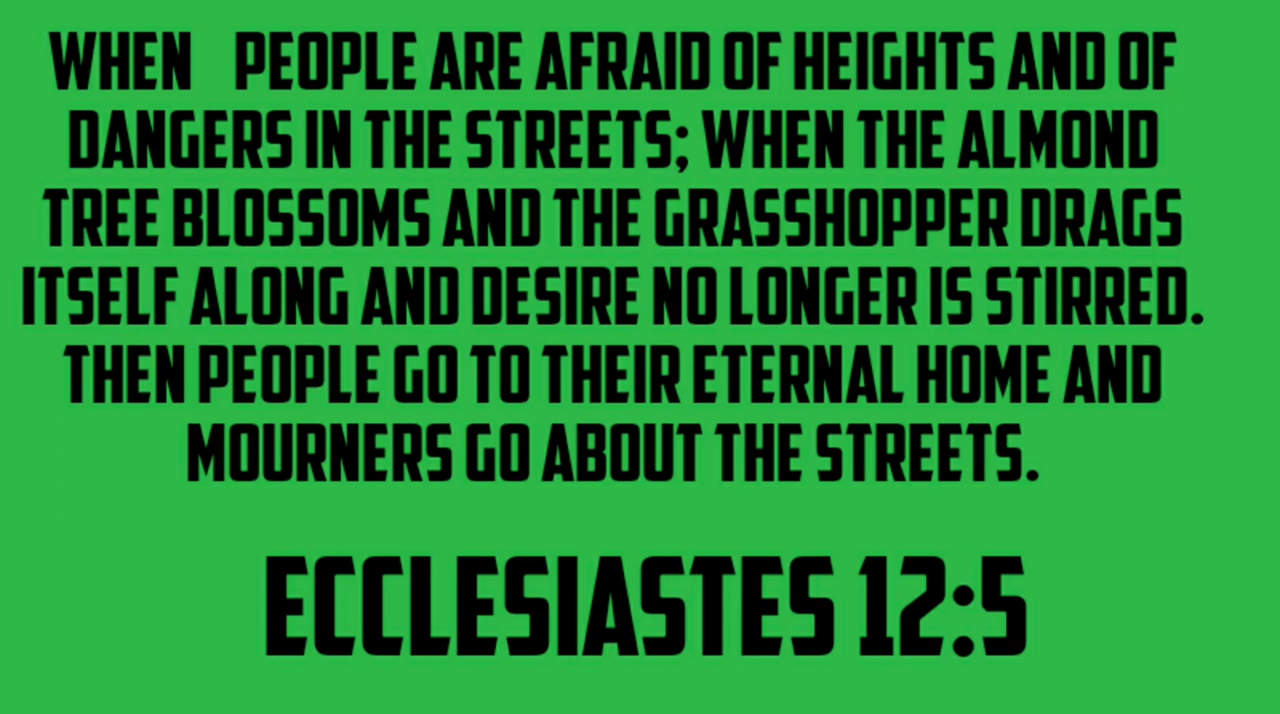 WHEN PEOPLE ARE AFRAID OF HEIGHTS AND OF
DANGERS IN THE STREETS; WHEN THE ALMOND
TREE BLOSSOMS AND THE GRASSHOPPER DRAGS
ITSELF ALONG AND DESIRE NO LONGER IS STIRRED.
THEN PEOPLE GO TO THEIR ETERNAL HOME AND
MOURNERS GO ABOUT THE STREETS.
ECCLESIASTES 12:5